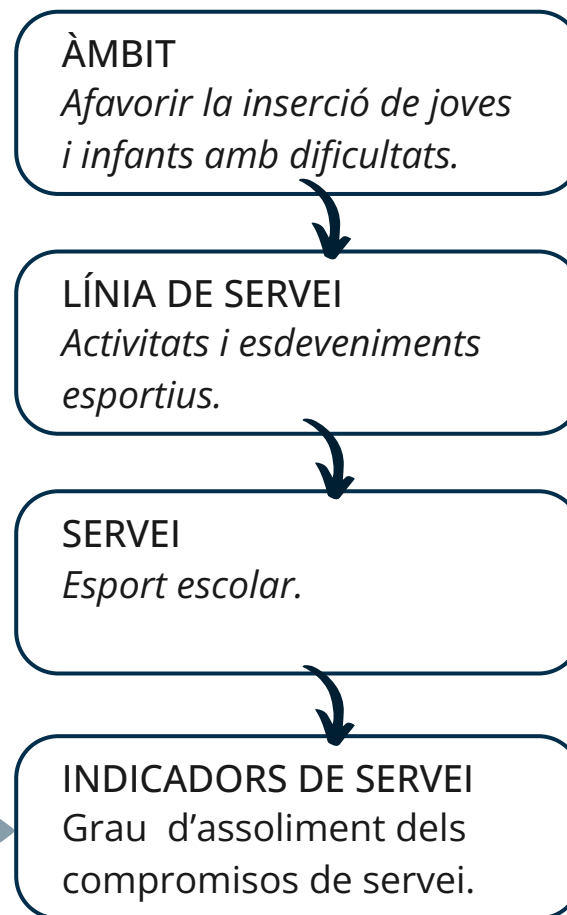 ÀMBIT
Afavorir la inserció de joves
i infants amb dificultats.
LÍNIA DE SERVEI
Activitats i esdeveniments
esportius.
SERVEI
Esport escolar.
INDICADORS DE SERVEI
Grau  d’assoliment dels
compromisos de servei.